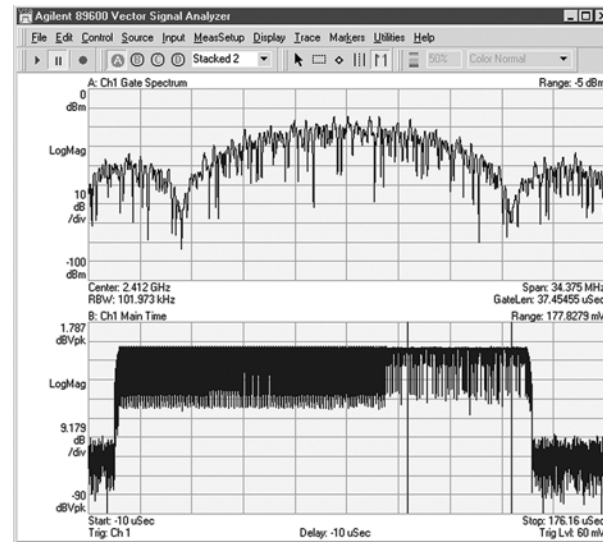 Agilent 89600 Vector Signal Analyzer
File Edit Control Source Input MeasSetup Display Trace Markers Utilities Help
A B C D Stacked 2 50% Color Normal
A: Ch1 Gate Spectrum Range: -5 dBm
0
dBm
LogMag
10
dB
/div
-100
dBm
Center: 2.412 GHz Span: 34.375 MHz
RBW: 101.973 kHz GateLen: 37.45455 uSec
B: Ch1 Main Time Range: 177.8279 mV
1.787
dBVpk
LogMag
9.179
dB
/div
-90
dBVpk
Start: -10 uSec Stop: 176.16 uSec
Trig: Ch 1 Delay: -10 uSec Trig Lvl: 60 mV